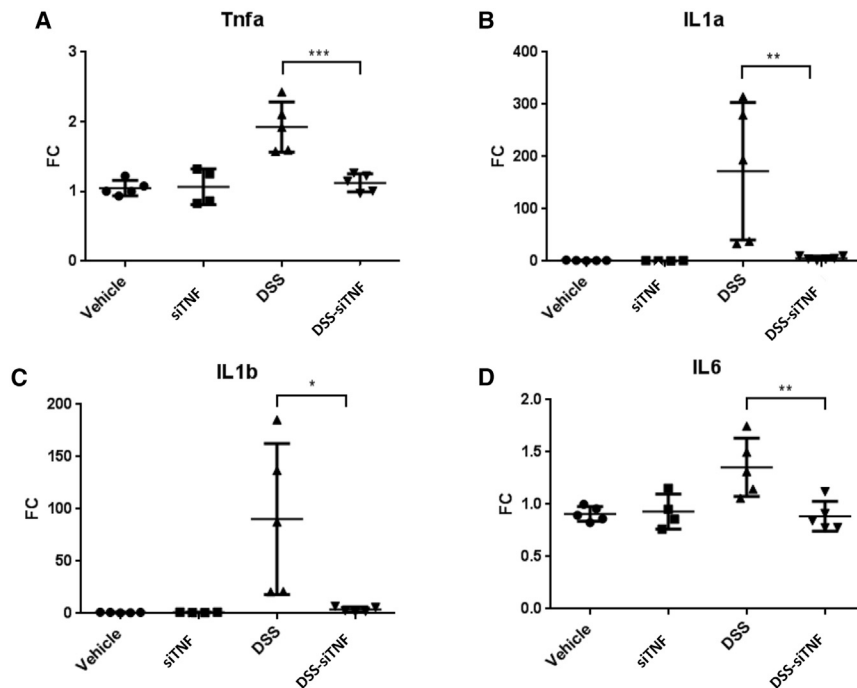 A
Tnfa
3
2
1
0
FC
***
Vehicle
siTNF
DSS
DSS-siTNF
B
IL1a
400
300
200
100
0
FC
**
Vehicle
siTNF
DSS
DSS-siTNF
C
IL1b
200
150
100
50
0
FC
*
Vehicle
siTNF
DSS
DSS-siTNF
D
IL6
2.0
1.5
1.0
0.5
0.0
FC
**
Vehicle
siTNF
DSS
DSS-siTNF